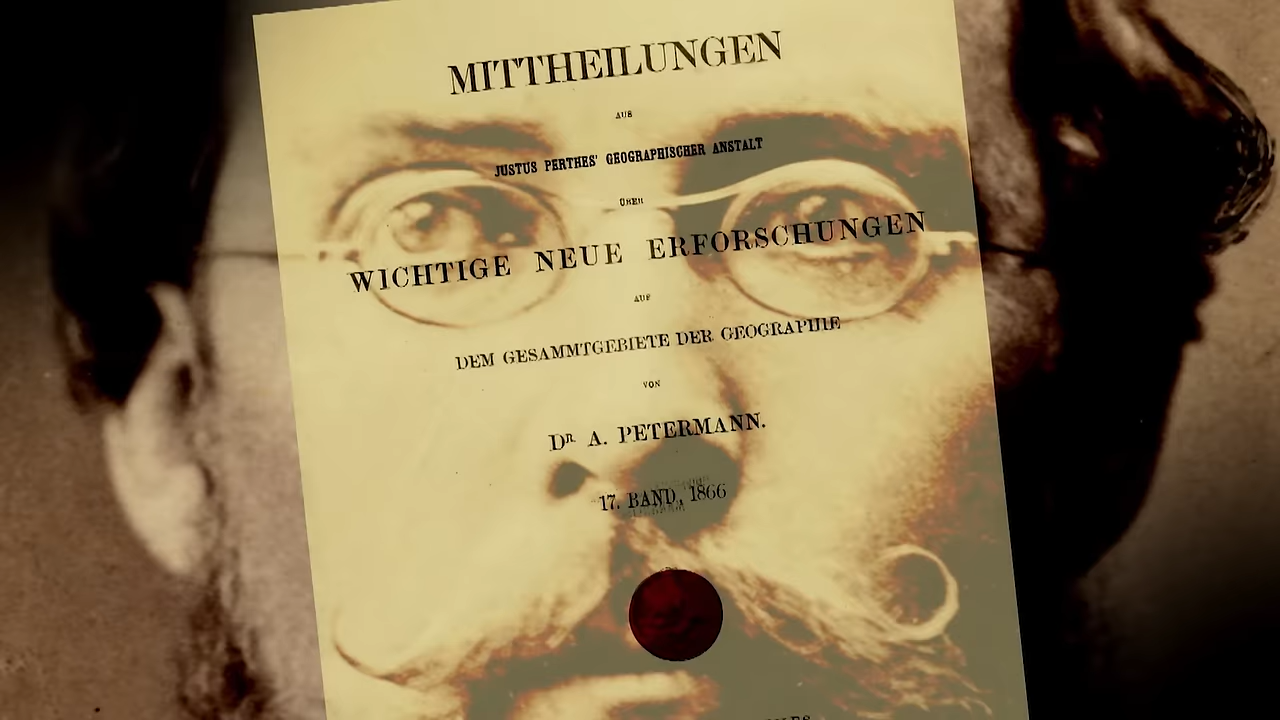 MITTHEILUNGEN
AUS
JUSTUS PERTHES' GEOGRAPHISCHER ANSTALT
ÜBER
WICHTIGE NEUE ERFORSCHUNGEN
AUF
DEM GESAMMTGEBIETE DER GEOGRAPHIE
VON
DR. A. PETERMANN.
17. BAND, 1866